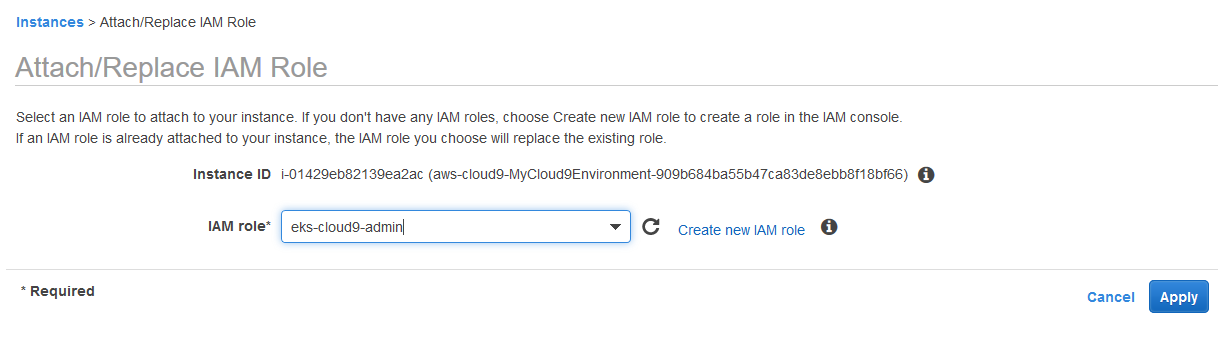 Instances > Attach/Replace IAM Role
Attach/Replace IAM Role
Select an IAM role to attach to your instance. If you don't have any IAM roles, choose Create new IAM role to create a role in the IAM console.
If an IAM role is already attached to your instance, the IAM role you choose will replace the existing role.
Instance ID i-01429eb82139ea2ac (aws-cloud9-MyCloud9Environment-909b684ba55b47ca83de8ebb8f18bf66)
IAM role* eks-cloud9-admin Create new IAM role
* Required Cancel Apply